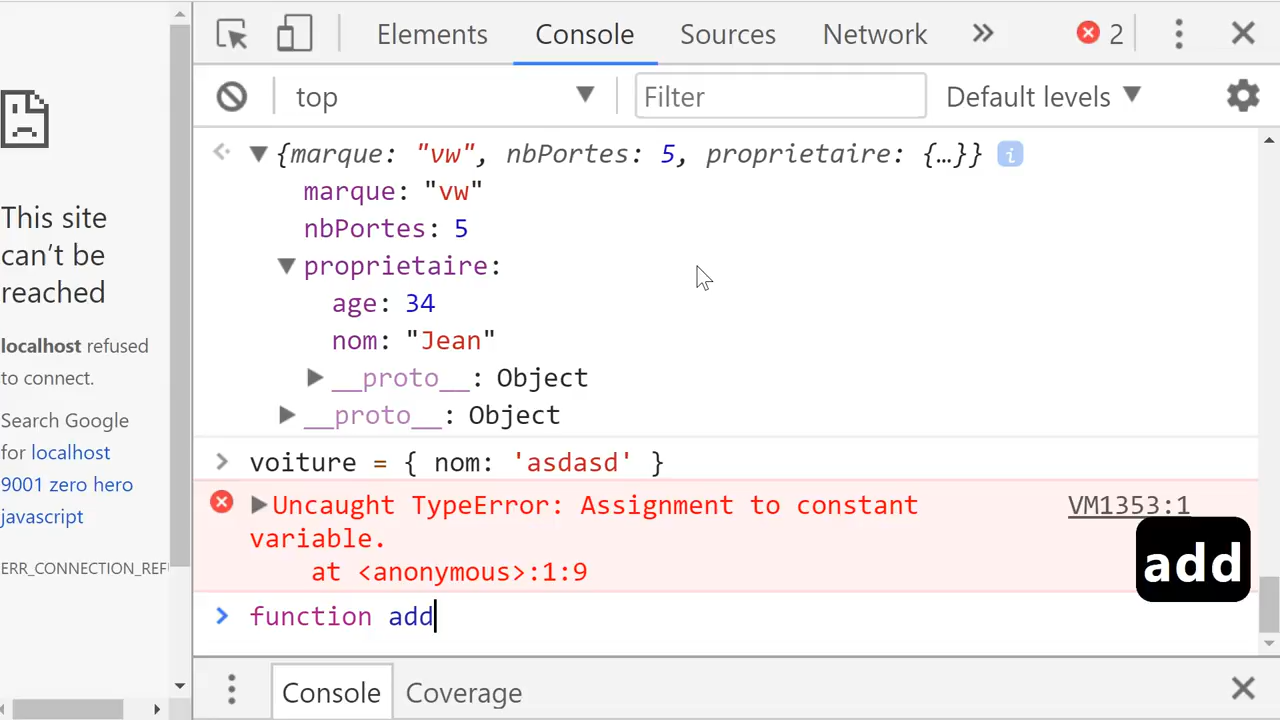 Elements Console Sources Network » 2
top Filter Default levels
{marque: "vw", nbPortes: 5, proprietaire: {…}} i
marque: "vw"
nbPortes: 5
proprietaire:
age: 34
nom: "Jean"
__proto__: Object
__proto__: Object
> voiture = { nom: 'asdasd' }
Uncaught TypeError: Assignment to constant VM1353:1
variable.
at <anonymous>:1:9
> function add
add
Console Coverage
This site
can't be
reached
localhost refused
to connect.
Search Google
for localhost
9001 zero hero
javascript
ERR_CONNECTION_REF